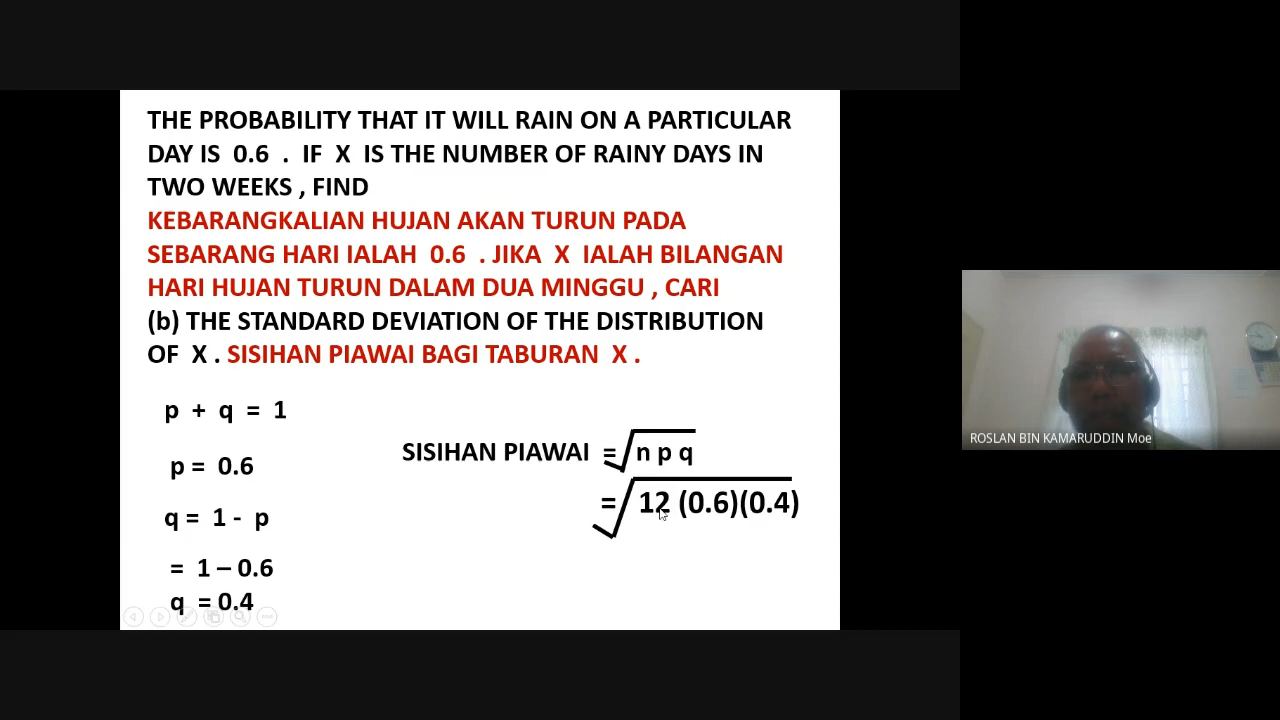 THE PROBABILITY THAT IT WILL RAIN ON A PARTICULAR
DAY IS 0.6 . IF X IS THE NUMBER OF RAINY DAYS IN
TWO WEEKS , FIND
KEBARANGKALIAN HUJAN AKAN TURUN PADA
SEBARANG HARI IALAH 0.6 . JIKA X IALAH BILANGAN
HARI HUJAN TURUN DALAM DUA MINGGU , CARI
(b) THE STANDARD DEVIATION OF THE DISTRIBUTION
OF X . SISIHAN PIAWAI BAGI TABURAN X .
p + q = 1
p = 0.6
q = 1 - p
= 1 – 0.6
q = 0.4
SISIHAN PIAWAI = √n p q
= √12 (0.6)(0.4)
ROSLAN BIN KAMARUDDIN Moe